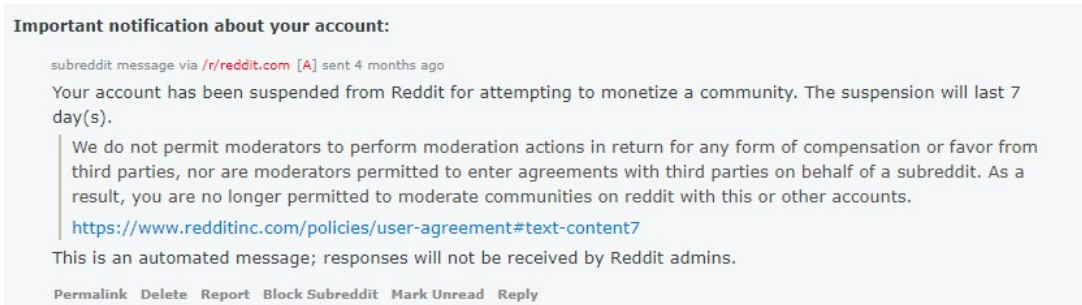 Important notification about your account:
subreddit message via /r/reddit.com [A] sent 4 months ago
Your account has been suspended from Reddit for attempting to monetize a community. The suspension will last 7
day(s).
We do not permit moderators to perform moderation actions in return for any form of compensation or favor from
third parties, nor are moderators permitted to enter agreements with third parties on behalf of a subreddit. As a
result, you are no longer permitted to moderate communities on reddit with this or other accounts.
https://www.redditinc.com/policies/user-agreement#text-content7
This is an automated message; responses will not be received by Reddit admins.
Permalink Delete Report Block Subreddit Mark Unread Reply